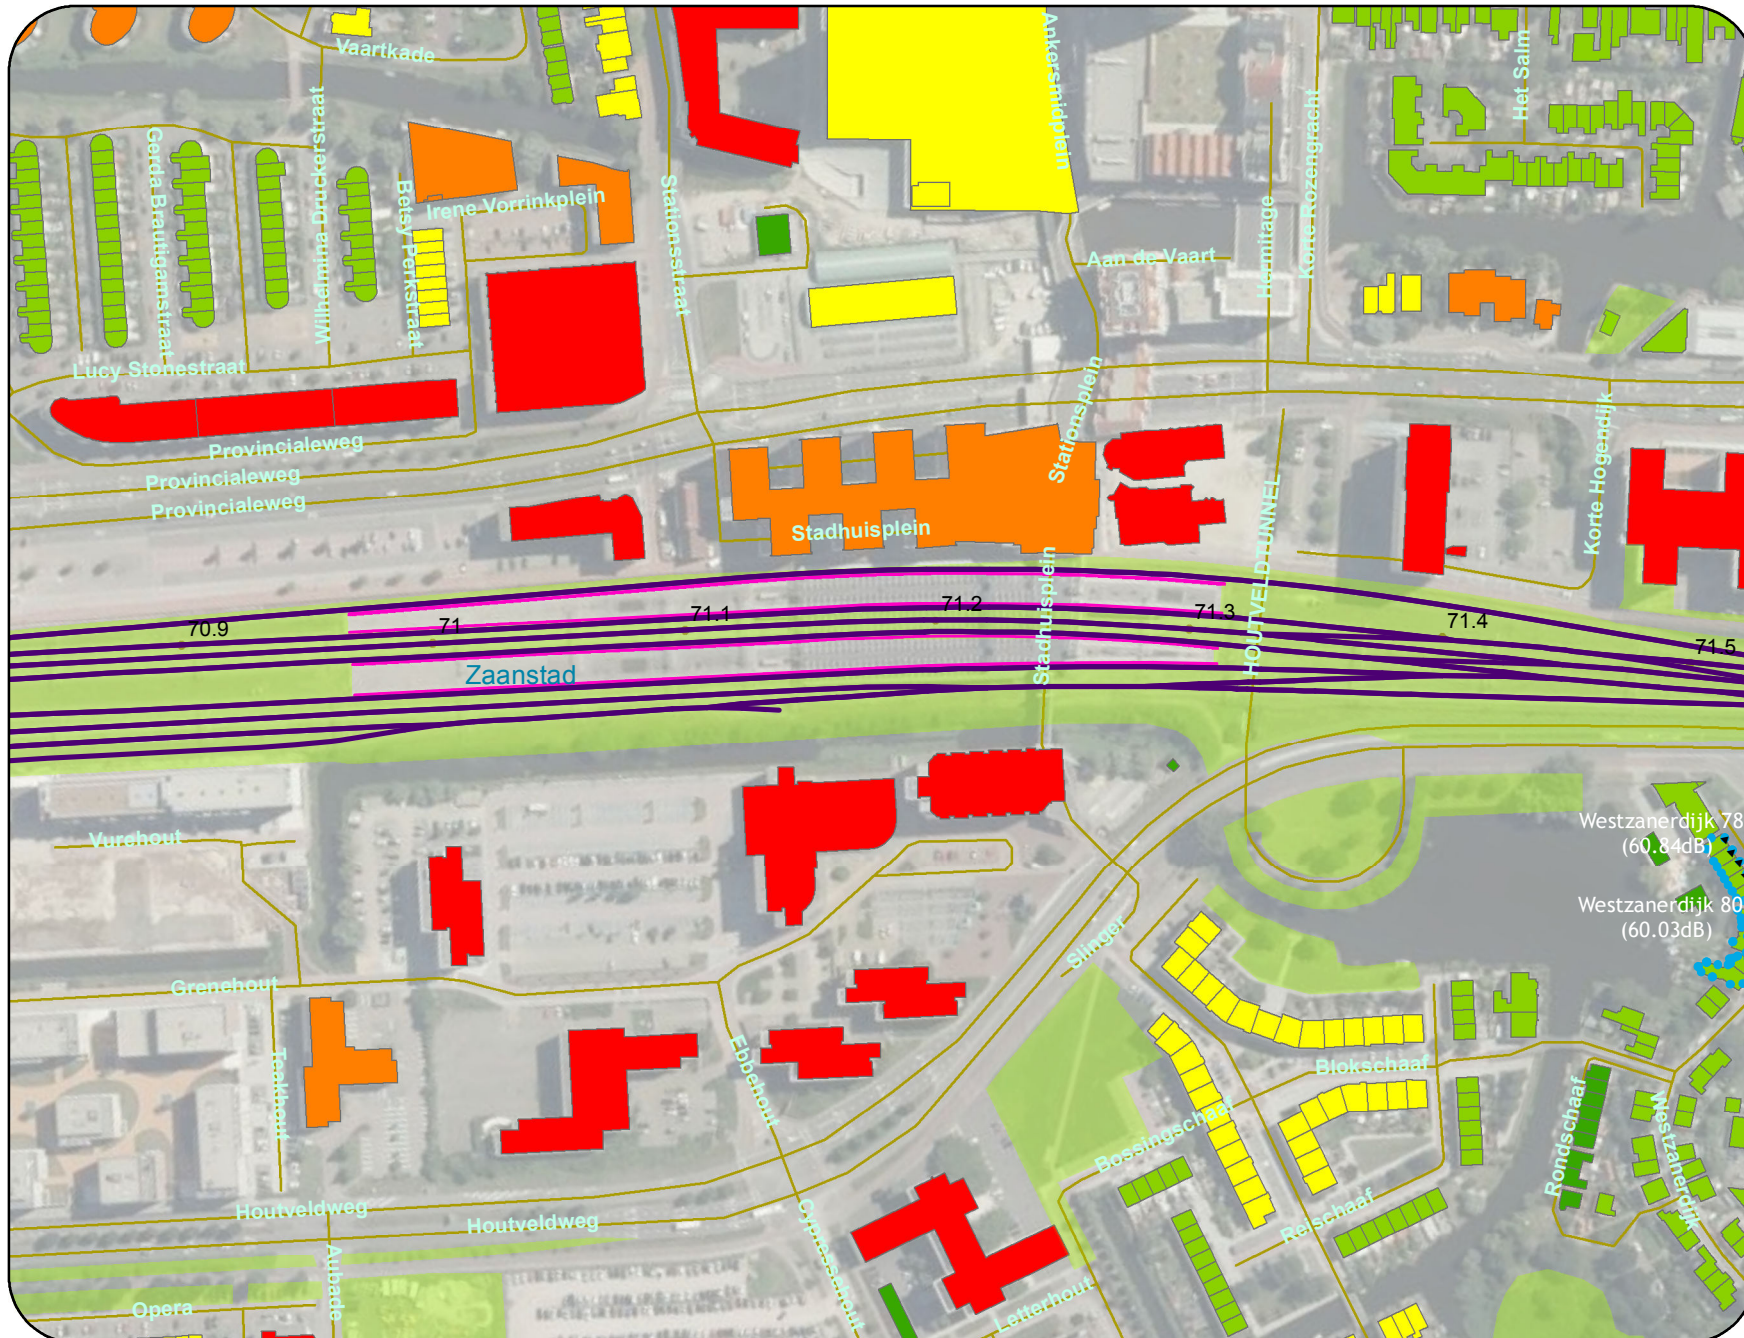 Vaartkade
Ankersmidplein
Het Salm
Gerda Brautigamstraat
Wilhelmina Druckerstraat
Betsy Perkstraat
Irene Vorrinkplein
Stationsstraat
Korte Rozengracht
Hermitage
Aan de Vaart
Lucy Stonestraat
Provincialeweg
Provincialeweg
Provincialeweg
Stationsplein
Korte Hogendijk
Stadhuisplein
HOUTVELDTUNNEL
Stadhuisplein
70.9
71
71.1
71.2
71.3
71.4
71.5
Zaanstad
Vurehout
Westzanerdijk 78
(60.84dB)
Westzanerdijk 80
(60.03dB)
Slinger
Grenehout
Teakhout
Ebbehout
Blokschaaf
Bossingschaaf
Rondschaaf
Westzanerdijk
Reischaaf
Houtveldweg
Houtveldweg
Cypressehout
Aubade
Opera
Letterhout